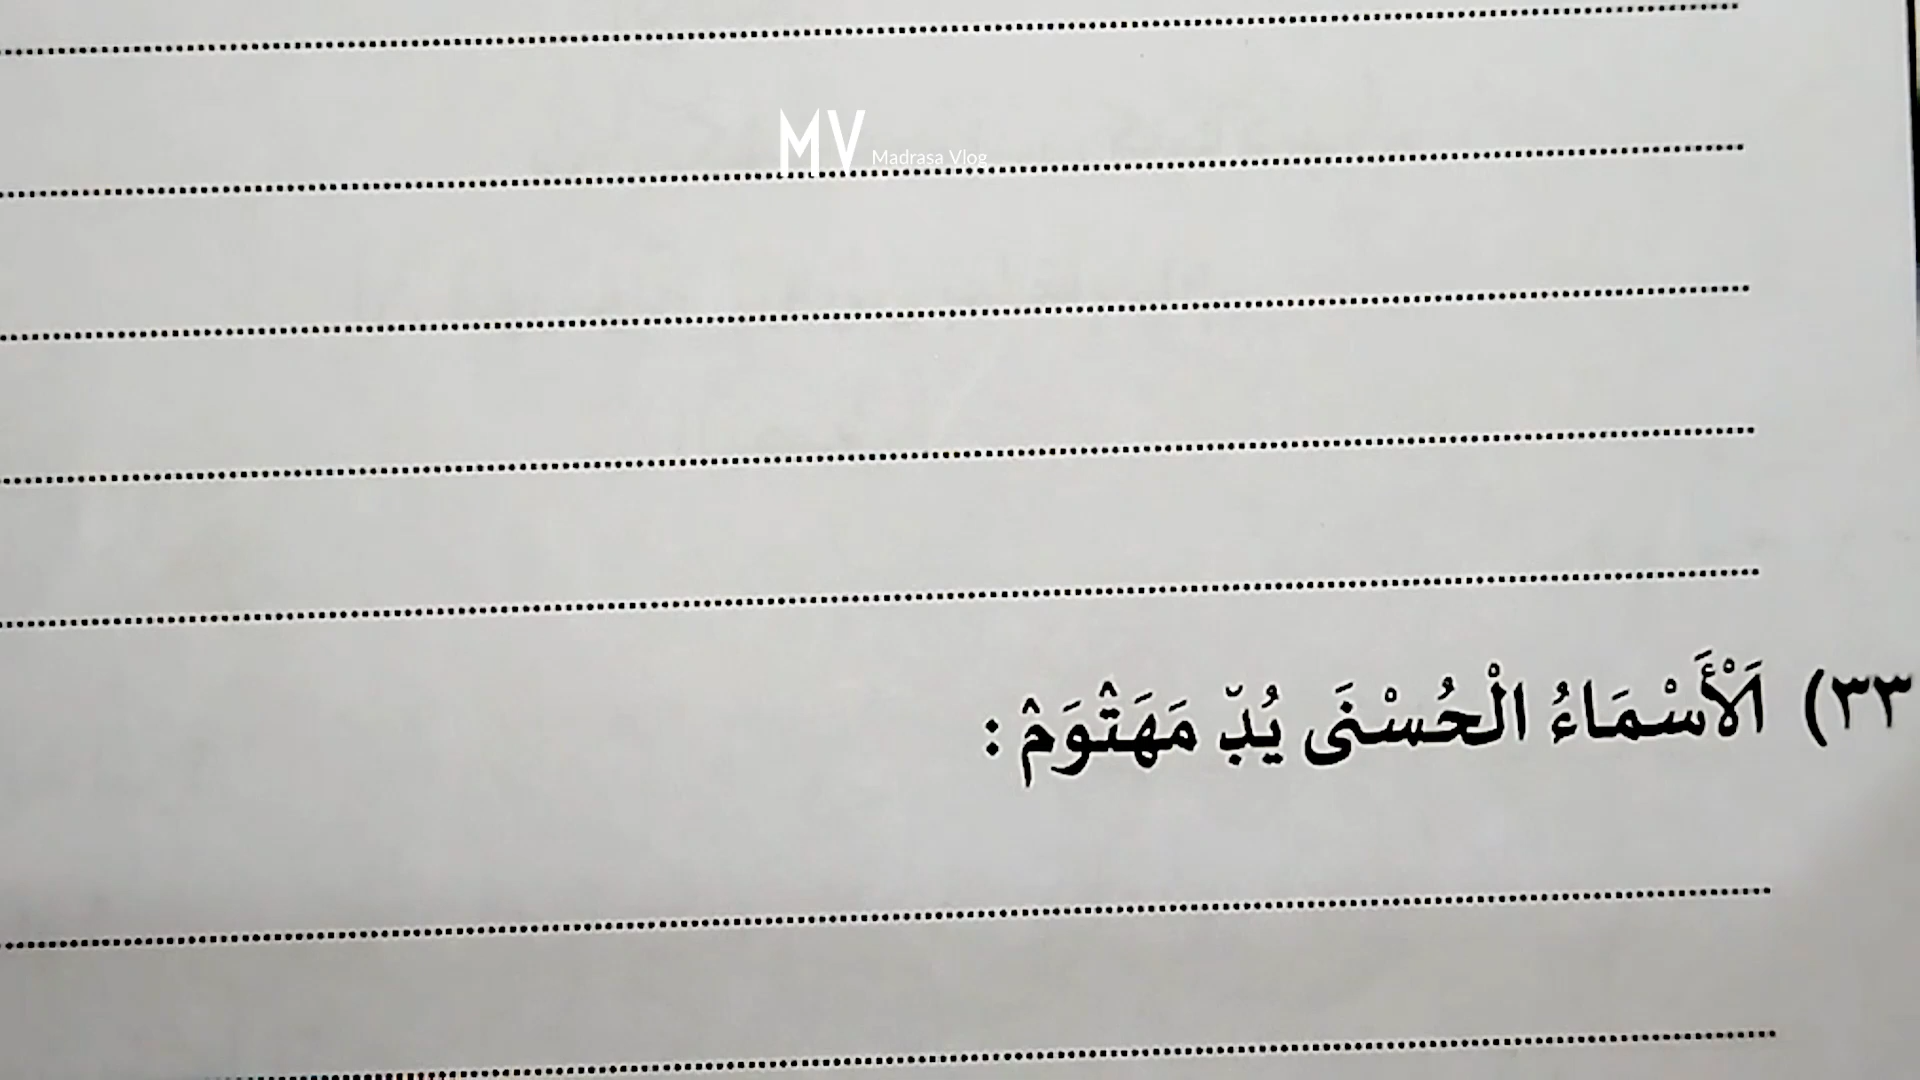 MV Madrasa Vlog
٣٣) اَلْأَسْمَاءُ الْحُسْنَى يُڊܹ مَهَتْوَمْ :